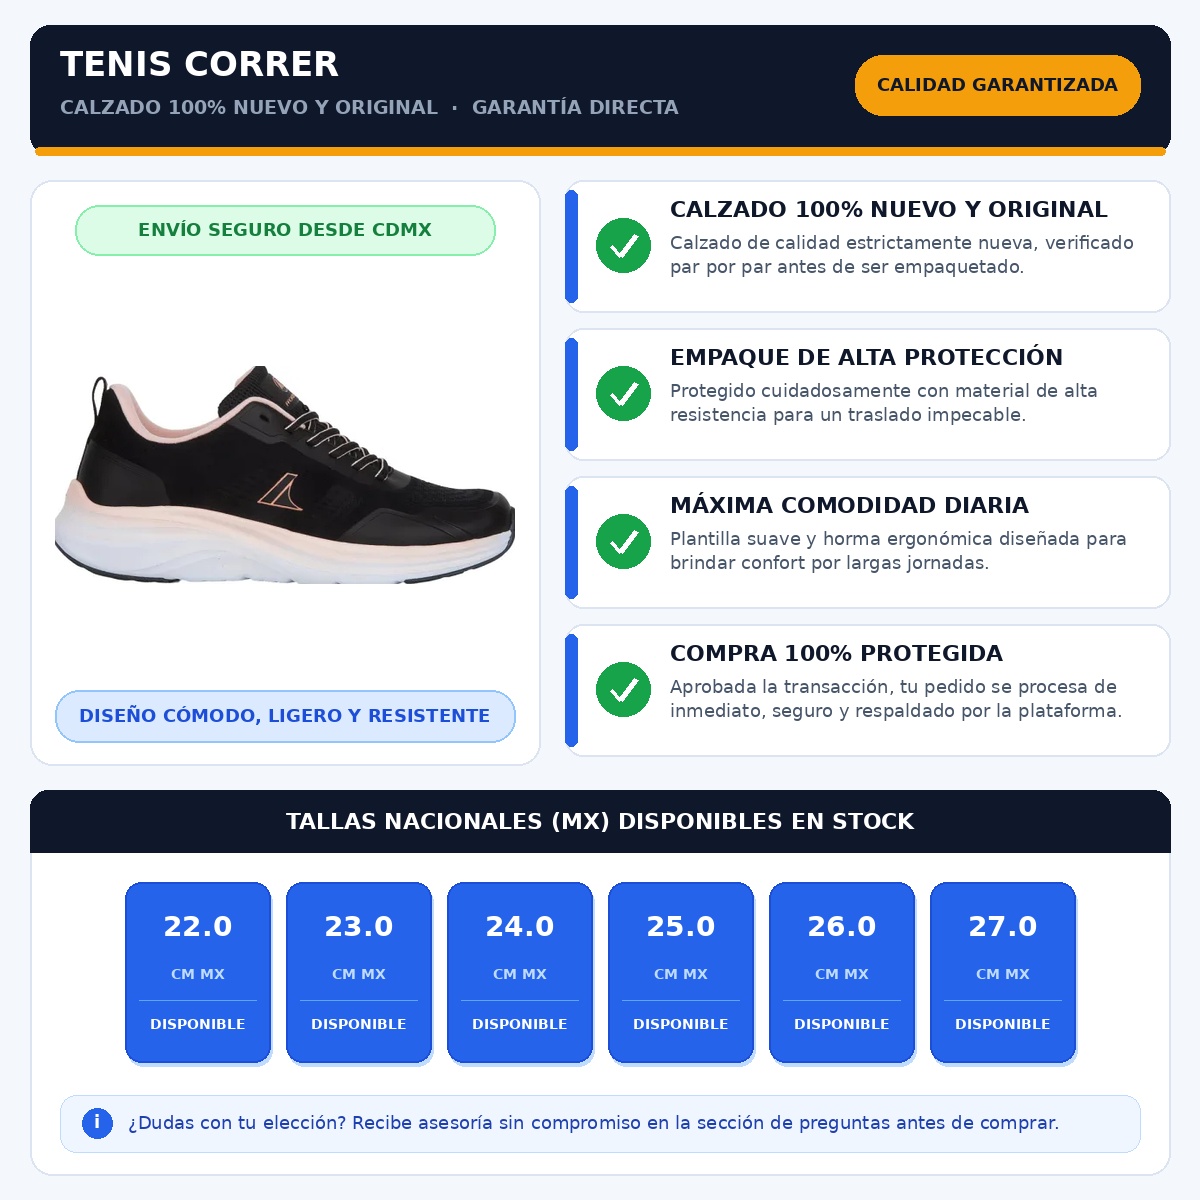 TENIS CORRER
CALZADO 100% NUEVO Y ORIGINAL · GARANTÍA DIRECTA
CALIDAD GARANTIZADA
ENVÍO SEGURO DESDE CDMX
DISEÑO CÓMODO, LIGERO Y RESISTENTE
CALZADO 100% NUEVO Y ORIGINAL
Calzado de calidad estrictamente nueva, verificado
par por par antes de ser empaquetado.
EMPAQUE DE ALTA PROTECCIÓN
Protegido cuidadosamente con material de alta
resistencia para un traslado impecable.
MÁXIMA COMODIDAD DIARIA
Plantilla suave y horma ergonómica diseñada para
brindar confort por largas jornadas.
COMPRA 100% PROTEGIDA
Aprobada la transacción, tu pedido se procesa de
inmediato, seguro y respaldado por la plataforma.
TALLAS NACIONALES (MX) DISPONIBLES EN STOCK
22.0 23.0 24.0 25.0 26.0 27.0
CM MX CM MX CM MX CM MX CM MX CM MX
DISPONIBLE DISPONIBLE DISPONIBLE DISPONIBLE DISPONIBLE DISPONIBLE
i ¿Dudas con tu elección? Recibe asesoría sin compromiso en la sección de preguntas antes de comprar.